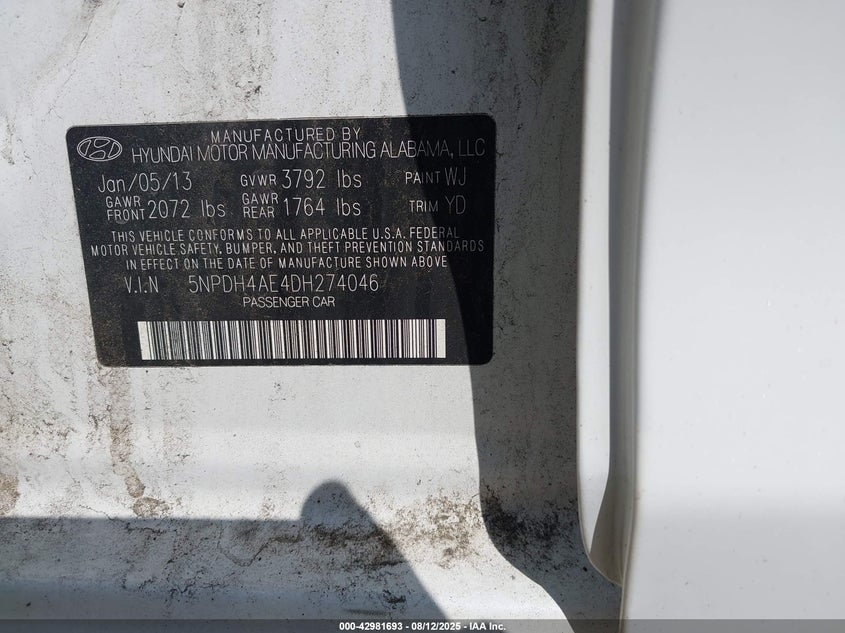 MANUFACTURED BY
HYUNDAI MOTOR MANUFACTURING ALABAMA, LLC
Jan/05/13 GVWR 3792 lbs PAINT WJ
GAWR FRONT 2072 lbs GAWR REAR 1764 lbs TRIM YD
THIS VEHICLE CONFORMS TO ALL APPLICABLE U.S.A. FEDERAL
MOTOR VEHICLE SAFETY, BUMPER, AND THEFT PREVENTION STANDARDS
IN EFFECT ON THE DATE OF MANUFACTURE SHOWN ABOVE
V.I.N 5NPDH4AE4DH274046
PASSENGER CAR
000-42981693 - 08/12/2025 - IAA Inc.